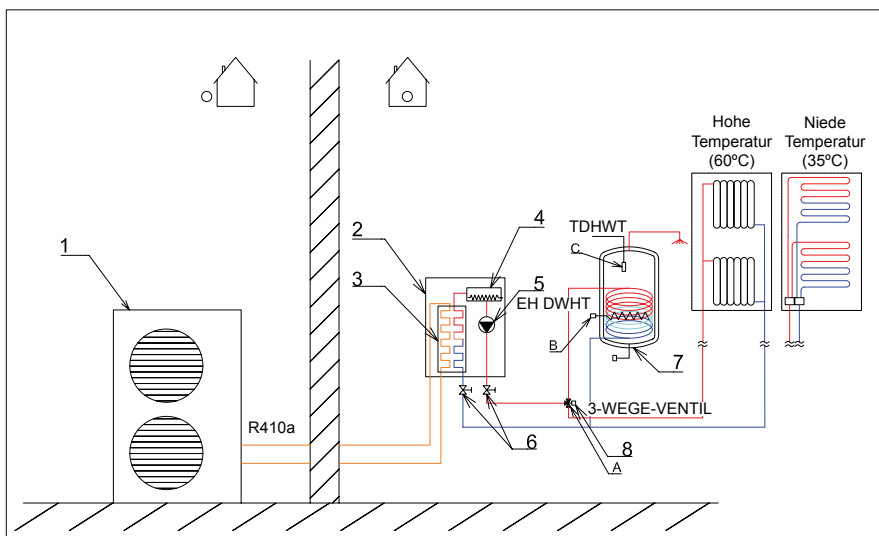 Hohe
Temperatur
(60ºC)
Niede
Temperatur
(35ºC)
1
2
3
4
5
TDHWT
C
EH DWHT
B
7
R410a
3-WEGE-VENTIL
6
8
A